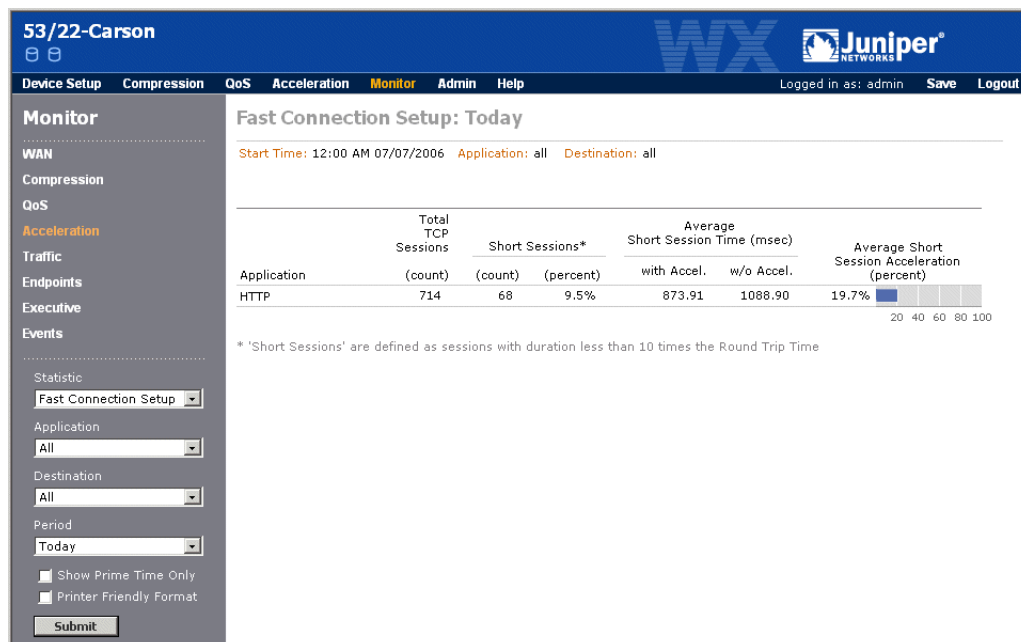 53/22-Carson
WX
Juniper®
NETWORKS
Device Setup Compression QoS Acceleration Monitor Admin Help Logged in as: admin Save Logout
Monitor
WAN
Compression
QoS
Acceleration
Traffic
Endpoints
Executive
Events
Statistic
Fast Connection Setup
Application
All
Destination
All
Period
Today
Show Prime Time Only
Printer Friendly Format
Submit
Fast Connection Setup: Today
Start Time: 12:00 AM 07/07/2006 Application: all Destination: all
Application
Total
TCP
Sessions
(count)
Short Sessions*
(count) (percent)
Average
Short Session Time (msec)
with Accel. w/o Accel.
Average Short
Session Acceleration
(percent)
HTTP 714 68 9.5% 873.91 1088.90 19.7%
20 40 60 80 100
* 'Short Sessions' are defined as sessions with duration less than 10 times the Round Trip Time